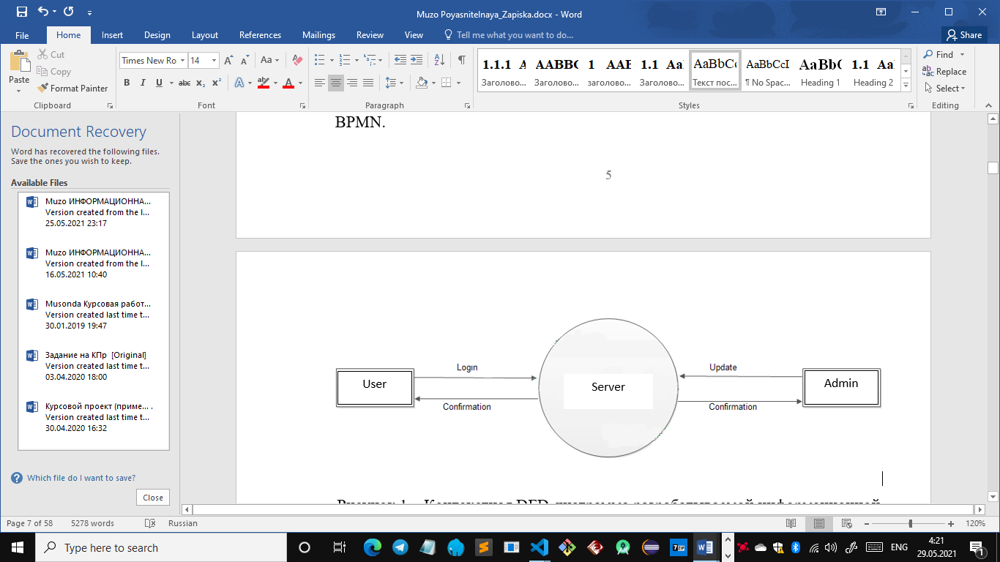 Muzo Poyasnitelnaya_Zapiska.docx - Word
File Home Insert Design Layout References Mailings Review View Tell me what you want to do... Share
Paste
Cut
Copy
Format Painter
Clipboard
Times New Ro 14
Aa
B I U abc x₂ x² A ab A
Font
Paragraph
1.1.1 A AABBC 1 AAE 1.1 Aa AaBbCc AaBbCcI AaBbC 1.1 Aa
Заголово... Заголово... заголово... Заголово... Текст пос... ¶ No Spac... Heading 1 Heading 2
Styles
Find
Replace
Select
Editing
Document Recovery
Word has recovered the following files.
Save the ones you wish to keep.
Available Files
Muzo ИНФОРМАЦИОННА...
Version created from the l...
25.05.2021 23:17
Muzo ИНФОРМАЦИОННА...
Version created from the l...
16.05.2021 10:40
Musonda Курсовая работ...
Version created last time t...
30.01.2019 19:47
Задание на КПр [Original]
Version created last time t...
03.04.2020 18:00
Курсовой проект (приме... .
Version created last time t...
30.04.2020 16:32
Which file do I want to save?
Close
BPMN.
5
User
Login
Confirmation
Server
Update
Confirmation
Admin
Рисунок 1 – Контекстная DFD-диаграмма разрабатываемой информационной
Page 7 of 58 5278 words Russian 120%
Type here to search
7ZIP
ENG
4:21
29.05.2021
1